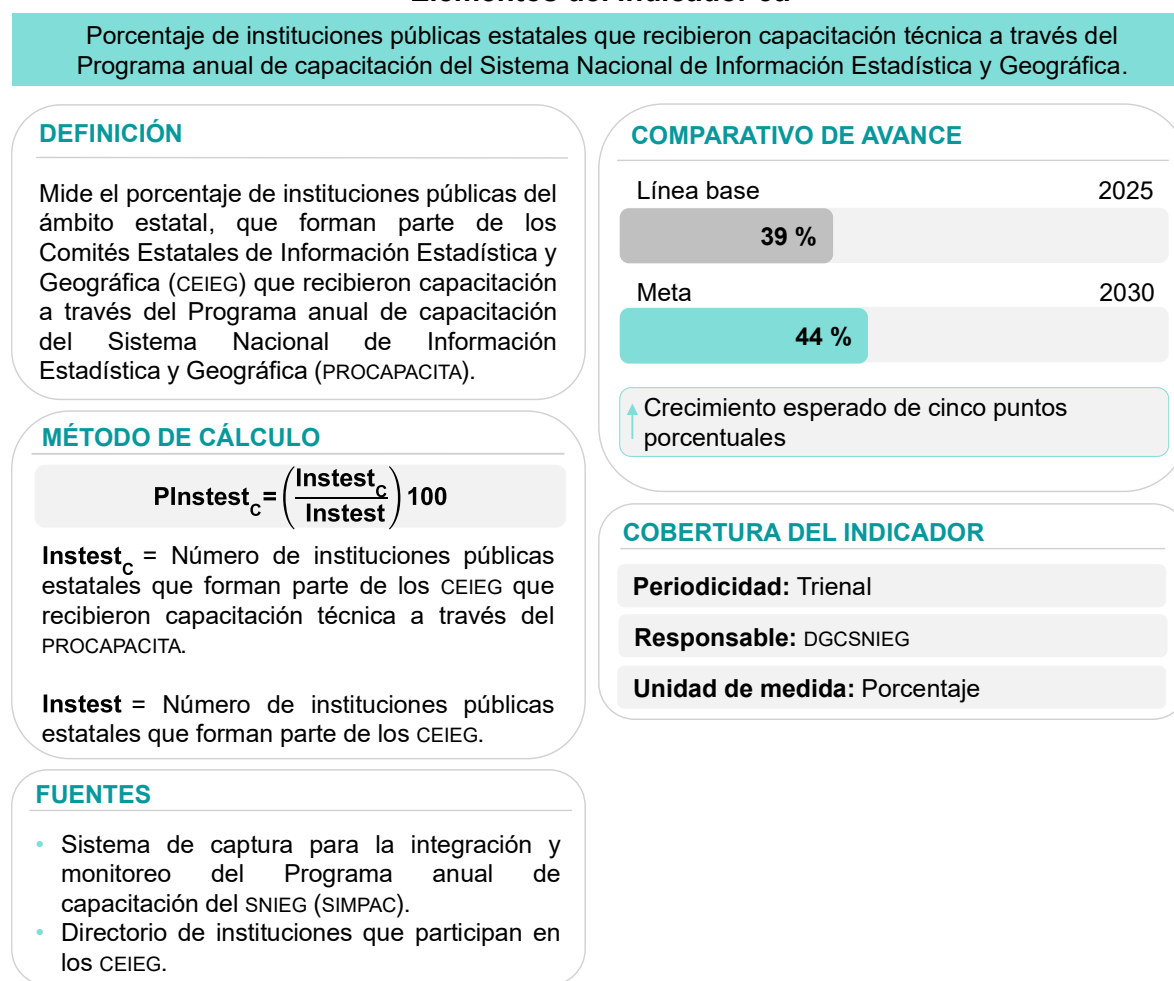 Porcentaje de instituciones públicas estatales que recibieron capacitación técnica a través del
Programa anual de capacitación del Sistema Nacional de Información Estadística y Geográfica.
DEFINICIÓN
Mide el porcentaje de instituciones públicas del
ámbito estatal, que forman parte de los
Comités Estatales de Información Estadística y
Geográfica (CEIEG) que recibieron capacitación
a través del Programa anual de capacitación
del Sistema Nacional de Información
Estadística y Geográfica (PROCAPACITA).
MÉTODO DE CÁLCULO
PInstest_C = (Instest_C / Instest) 100
Instest_C = Número de instituciones públicas
estatales que forman parte de los CEIEG que
recibieron capacitación técnica a través del
PROCAPACITA.
Instest = Número de instituciones públicas
estatales que forman parte de los CEIEG.
FUENTES
• Sistema de captura para la integración y
monitoreo del Programa anual de
capacitación del SNIEG (SIMPAC).
• Directorio de instituciones que participan en
los CEIEG.
COMPARATIVO DE AVANCE
Línea base 2025
39 %
Meta 2030
44 %
Crecimiento esperado de cinco puntos
porcentuales
COBERTURA DEL INDICADOR
Periodicidad: Trienal
Responsable: DGCSNIEG
Unidad de medida: Porcentaje